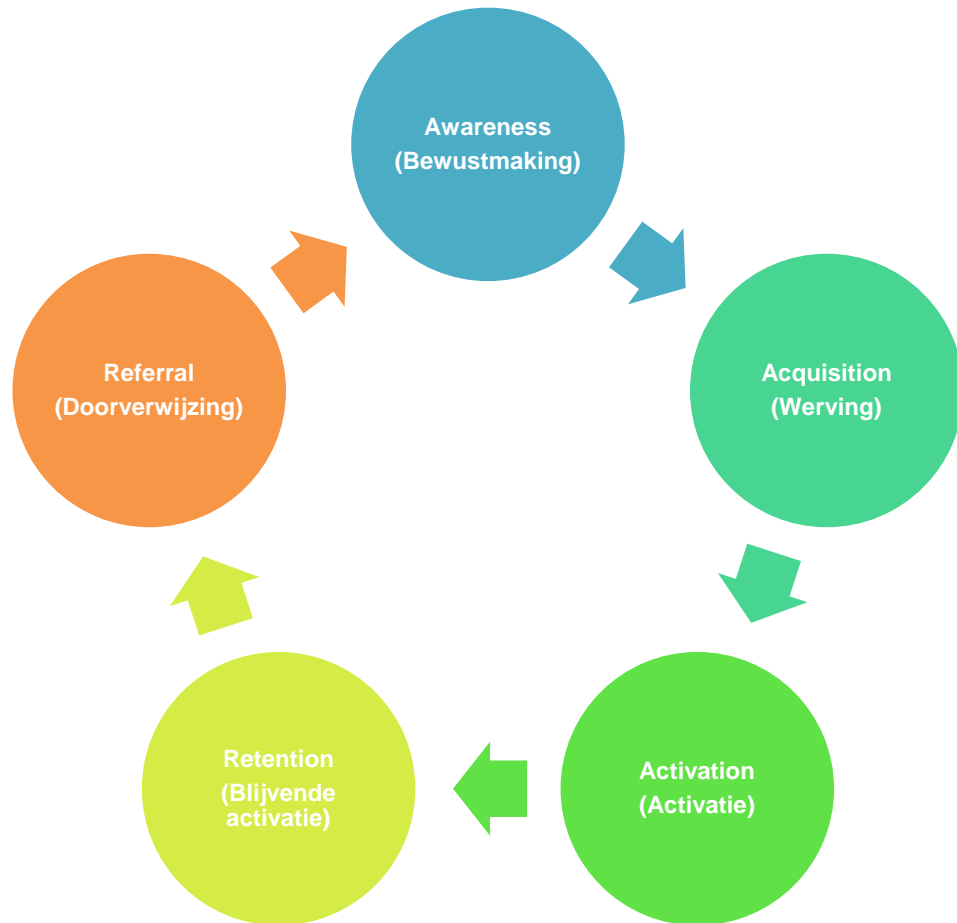 Awareness
(Bewustmaking)
Acquisition
(Werving)
Activation
(Activatie)
Retention
(Blijvende
activatie)
Referral
(Doorverwijzing)